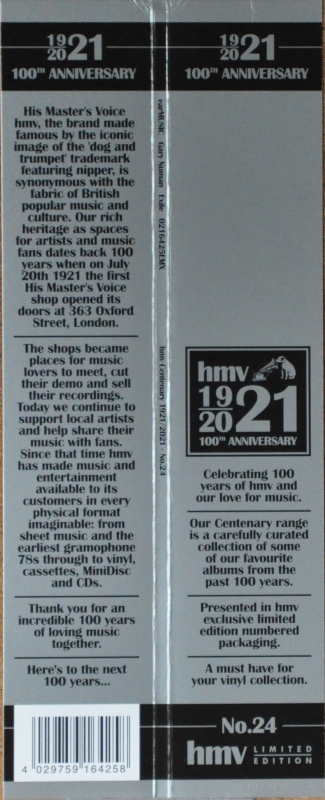 19
20 21
100TH ANNIVERSARY
His Master's Voice
hmv, the brand made
famous by the iconic
image of the 'dog and
trumpet' trademark
featuring nipper, is
synonymous with the
fabric of British
popular music and
culture. Our rich
heritage as spaces
for artists and music
fans dates back 100
years when on July
20th 1921 the first
His Master's Voice
shop opened its
doors at 363 Oxford
Street, London.
The shops became
places for music
lovers to meet, cut
their demo and sell
their recordings.
Today we continue to
support local artists
and help share their
music with fans.
Since that time hmv
has made music and
entertainment
available to its
customers in every
physical format
imaginable: from
sheet music and the
earliest gramophone
78s through to vinyl,
cassettes, MiniDisc
and CDs.
Thank you for an
incredible 100 years
of loving music
together.
Here's to the next
100 years...
4 029759 164258
earMUSIC Gary Numan Exile 0216425EMX
hmv Centenary 1921/2021 - No.24
19
20 21
100TH ANNIVERSARY
hmv
19
20 21
100TH ANNIVERSARY
Celebrating 100
years of hmv and
our love for music.
Our Centenary range
is a carefully curated
collection of some
of our favourite
albums from the
past 100 years.
Presented in hmv
exclusive limited
edition numbered
packaging.
A must have for
your vinyl collection.
No.24
hmv LIMITED
EDITION